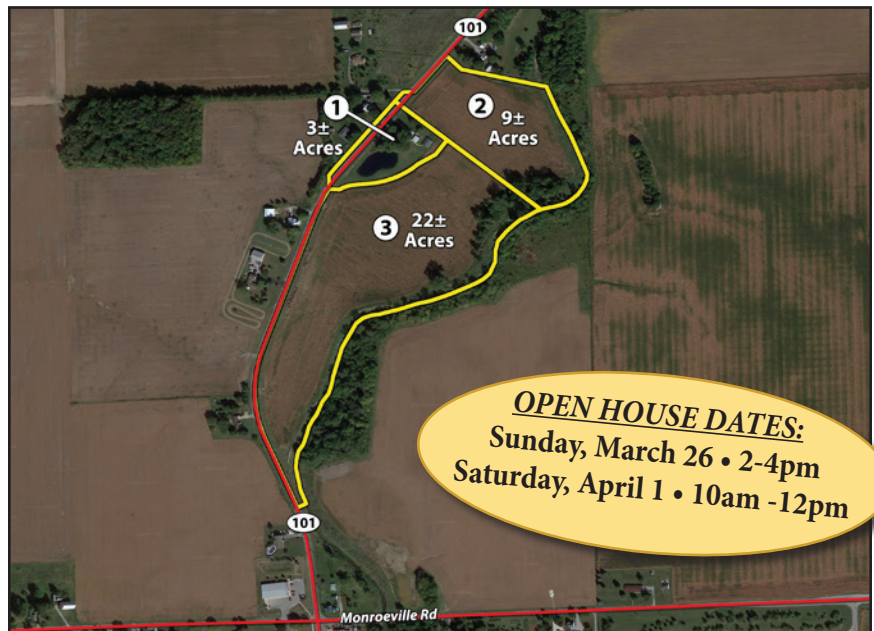 101
1
3±
Acres
2
9±
Acres
3
22±
Acres
OPEN HOUSE DATES:
Sunday, March 26 • 2-4pm
Saturday, April 1 • 10am -12pm
101
Monroeville Rd